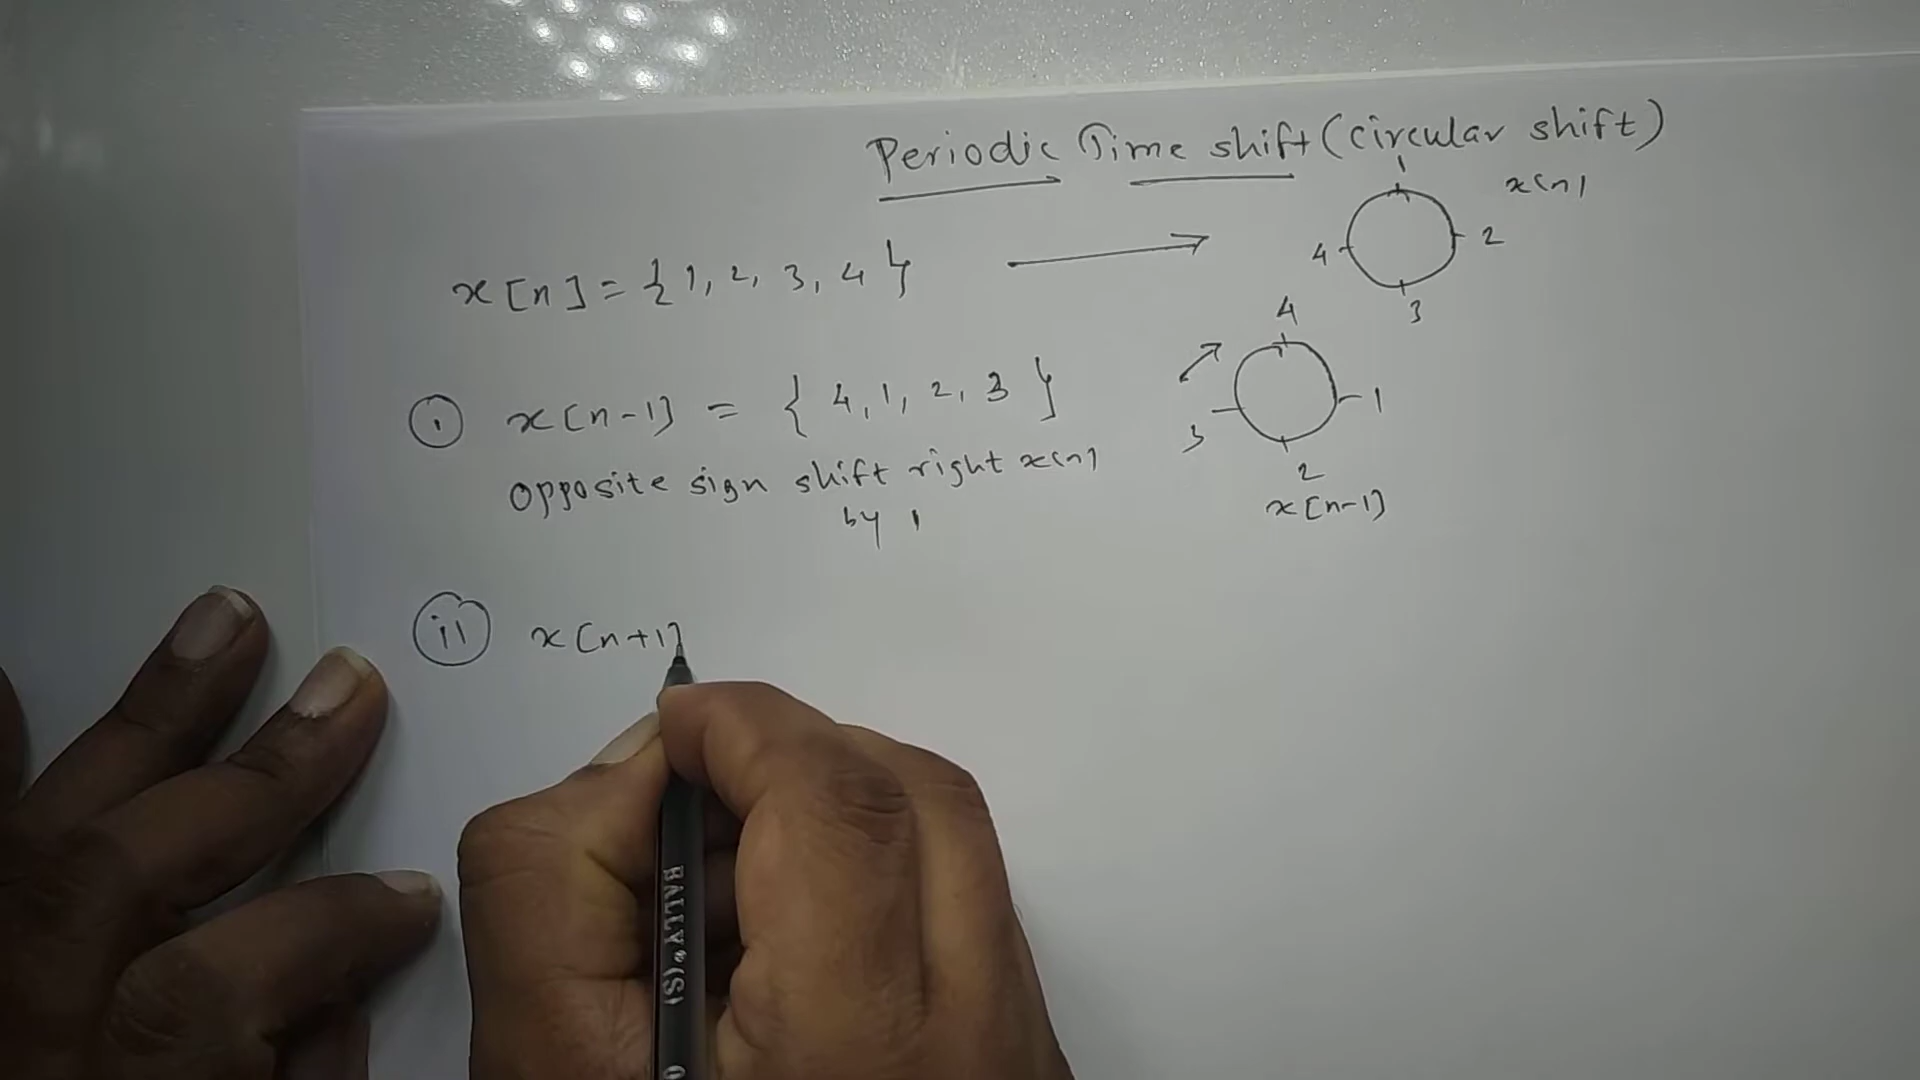 Periodic Time shift (circular shift)
x[n] = {1, 2, 3, 4}
1
x(n)
4
2
3
i x[n-1] = {4, 1, 2, 3}
4
1
3
2
x[n-1]
opposite sign shift right x(n)
by 1
ii x[n+1]
BALLY (S)